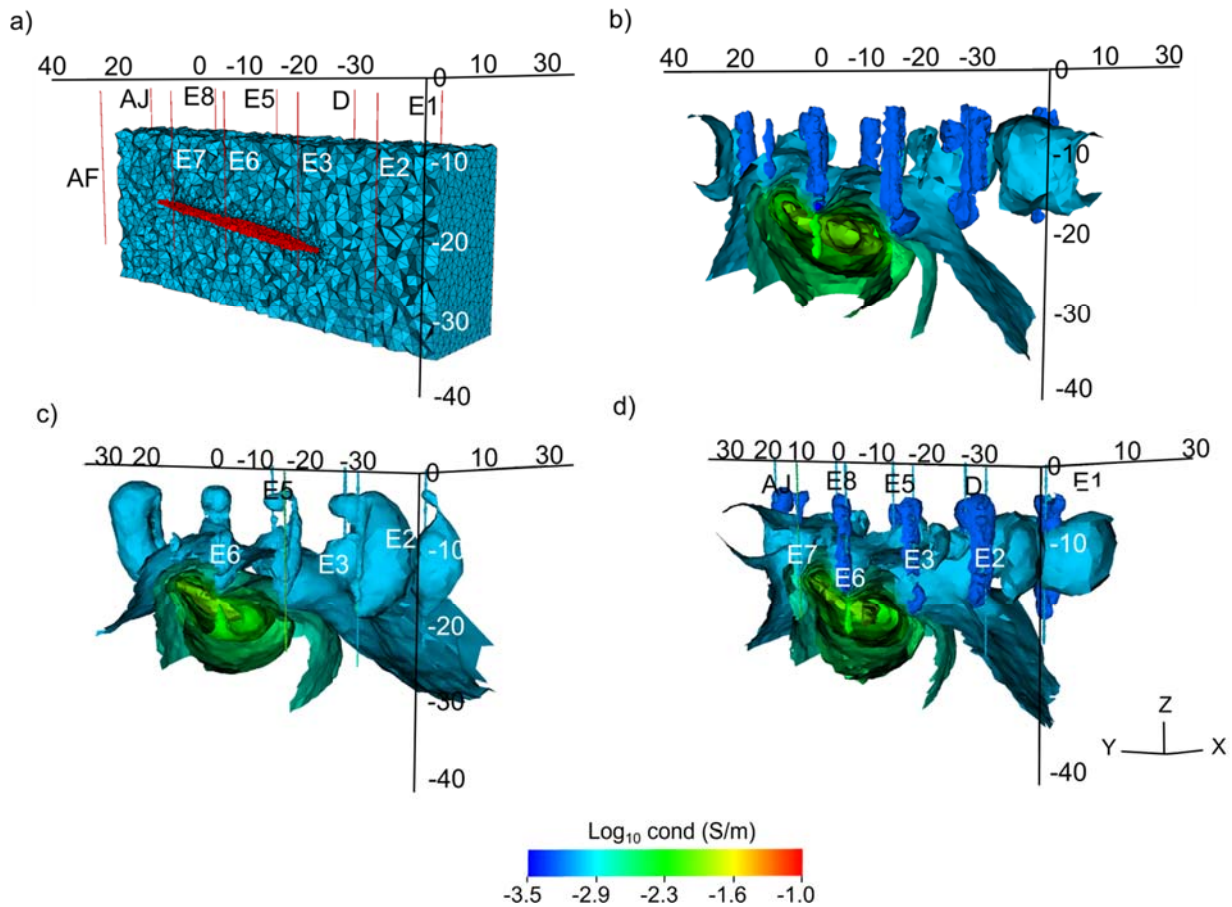 a)
40 20 0 -10 -20 -30 0 10 30
AJ E8 E5 D E1
E7 E6 E3 E2 -10
AF
-20
-30
-40
b)
40 20 0 -10 -20 -30 0 10 30
-10
-20
-30
-40
c)
30 20 0 -10 -20 -30 0 10 30
E5
E6 E3 E2 -10
-20
-30
-40
d)
30 20 10 0 -10 -20 -30 0 10 30
AJ E8 E5 D E1
E7 E6 E3 E2 -10
-40
Z
Y X
Log10 cond (S/m)
-3.5 -2.9 -2.3 -1.6 -1.0